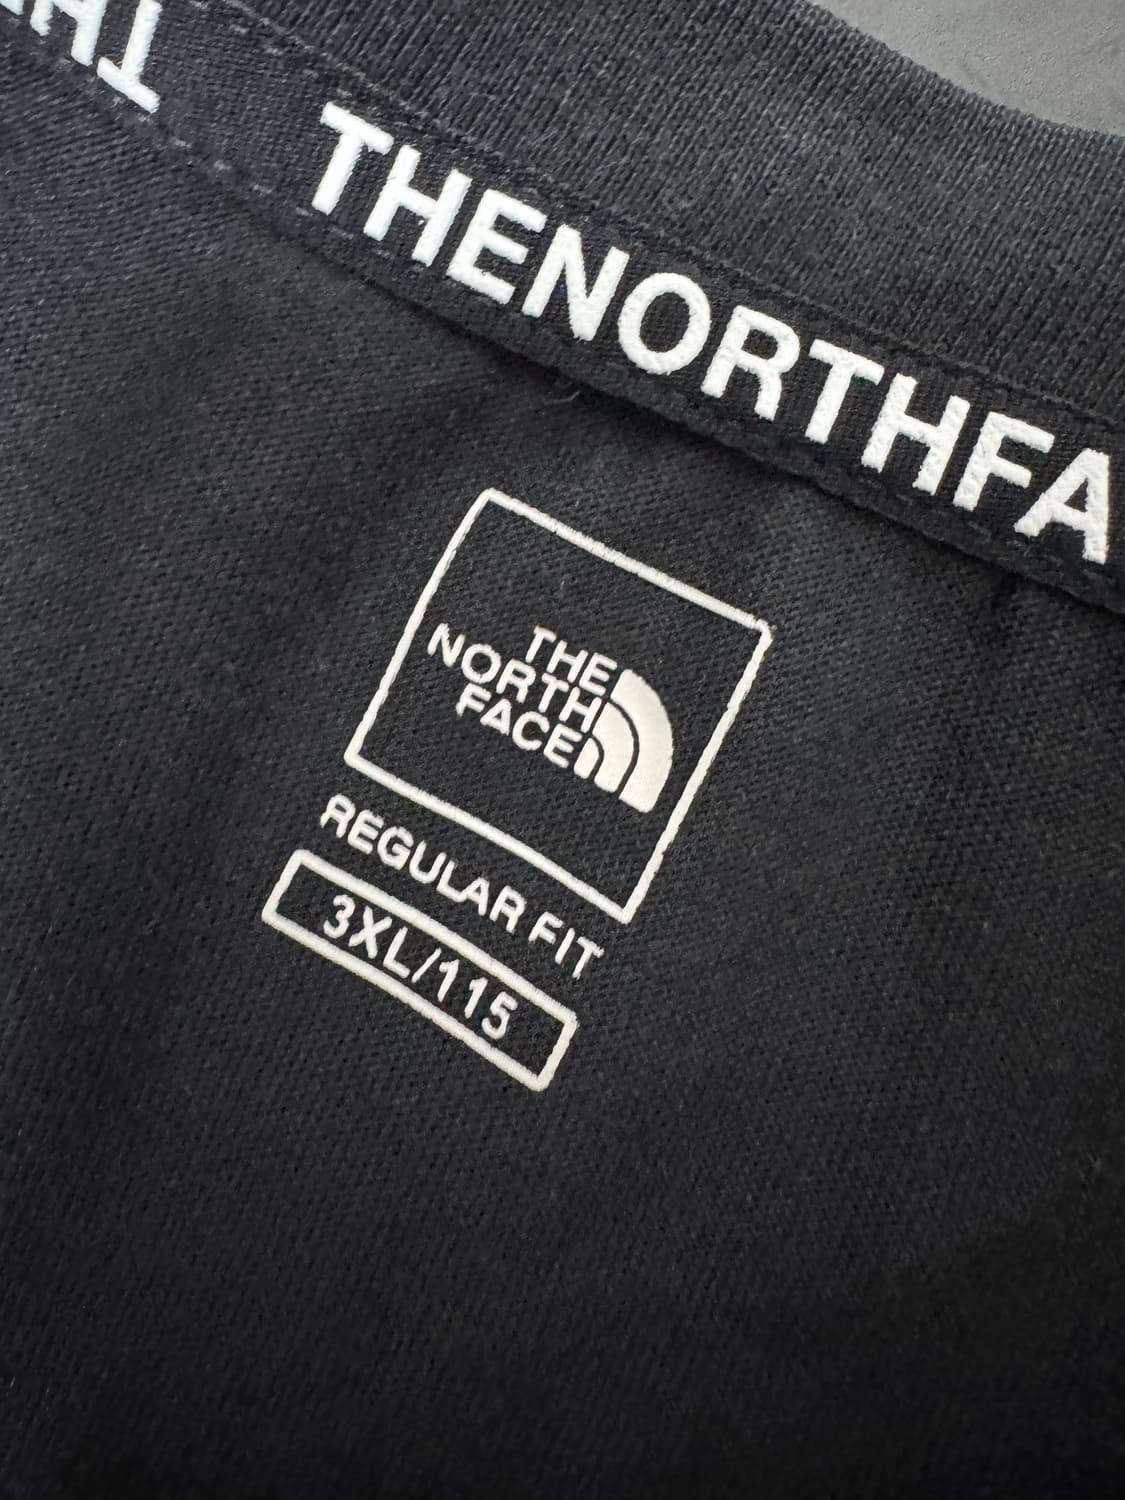 THENORTHFA
THE
NORTH
FACE
REGULAR FIT
3XL/115